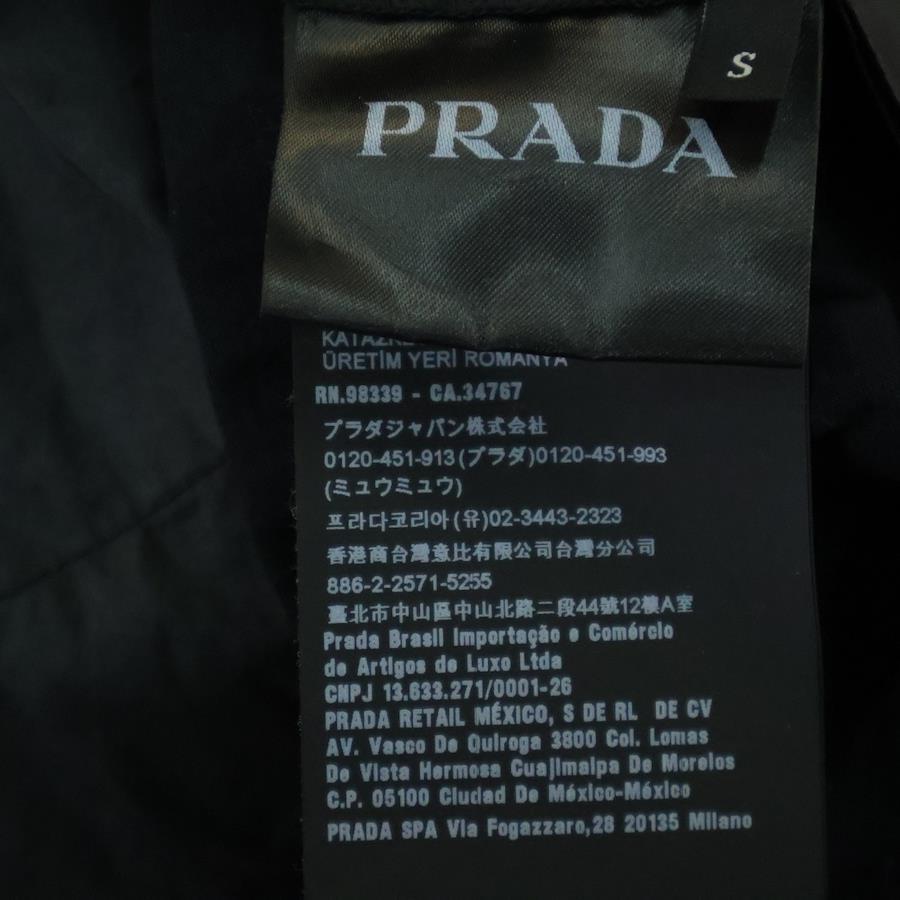 S
PRADA
ÜRETİM YERİ ROMANYA
RN.98339 - CA.34767
プラダジャパン株式会社
0120-451-913(プラダ)0120-451-993
(ミュウミュウ)
프라다코리아(유)02-3443-2323
香港商台灣意比有限公司台灣分公司
886-2-2571-5255
臺北市中山區中山北路二段44號12樓A室
Prada Brasil Importação e Comércio
de Artigos de Luxo Ltda
CNPJ 13.633.271/0001-26
PRADA RETAIL MÉXICO, S DE RL DE CV
AV. Vasco De Quiroga 3800 Col. Lomas
De Vista Hermosa Cuajimalpa De Morelos
C.P. 05100 Ciudad De México-México
PRADA SPA Via Fogazzaro,28 20135 Milano